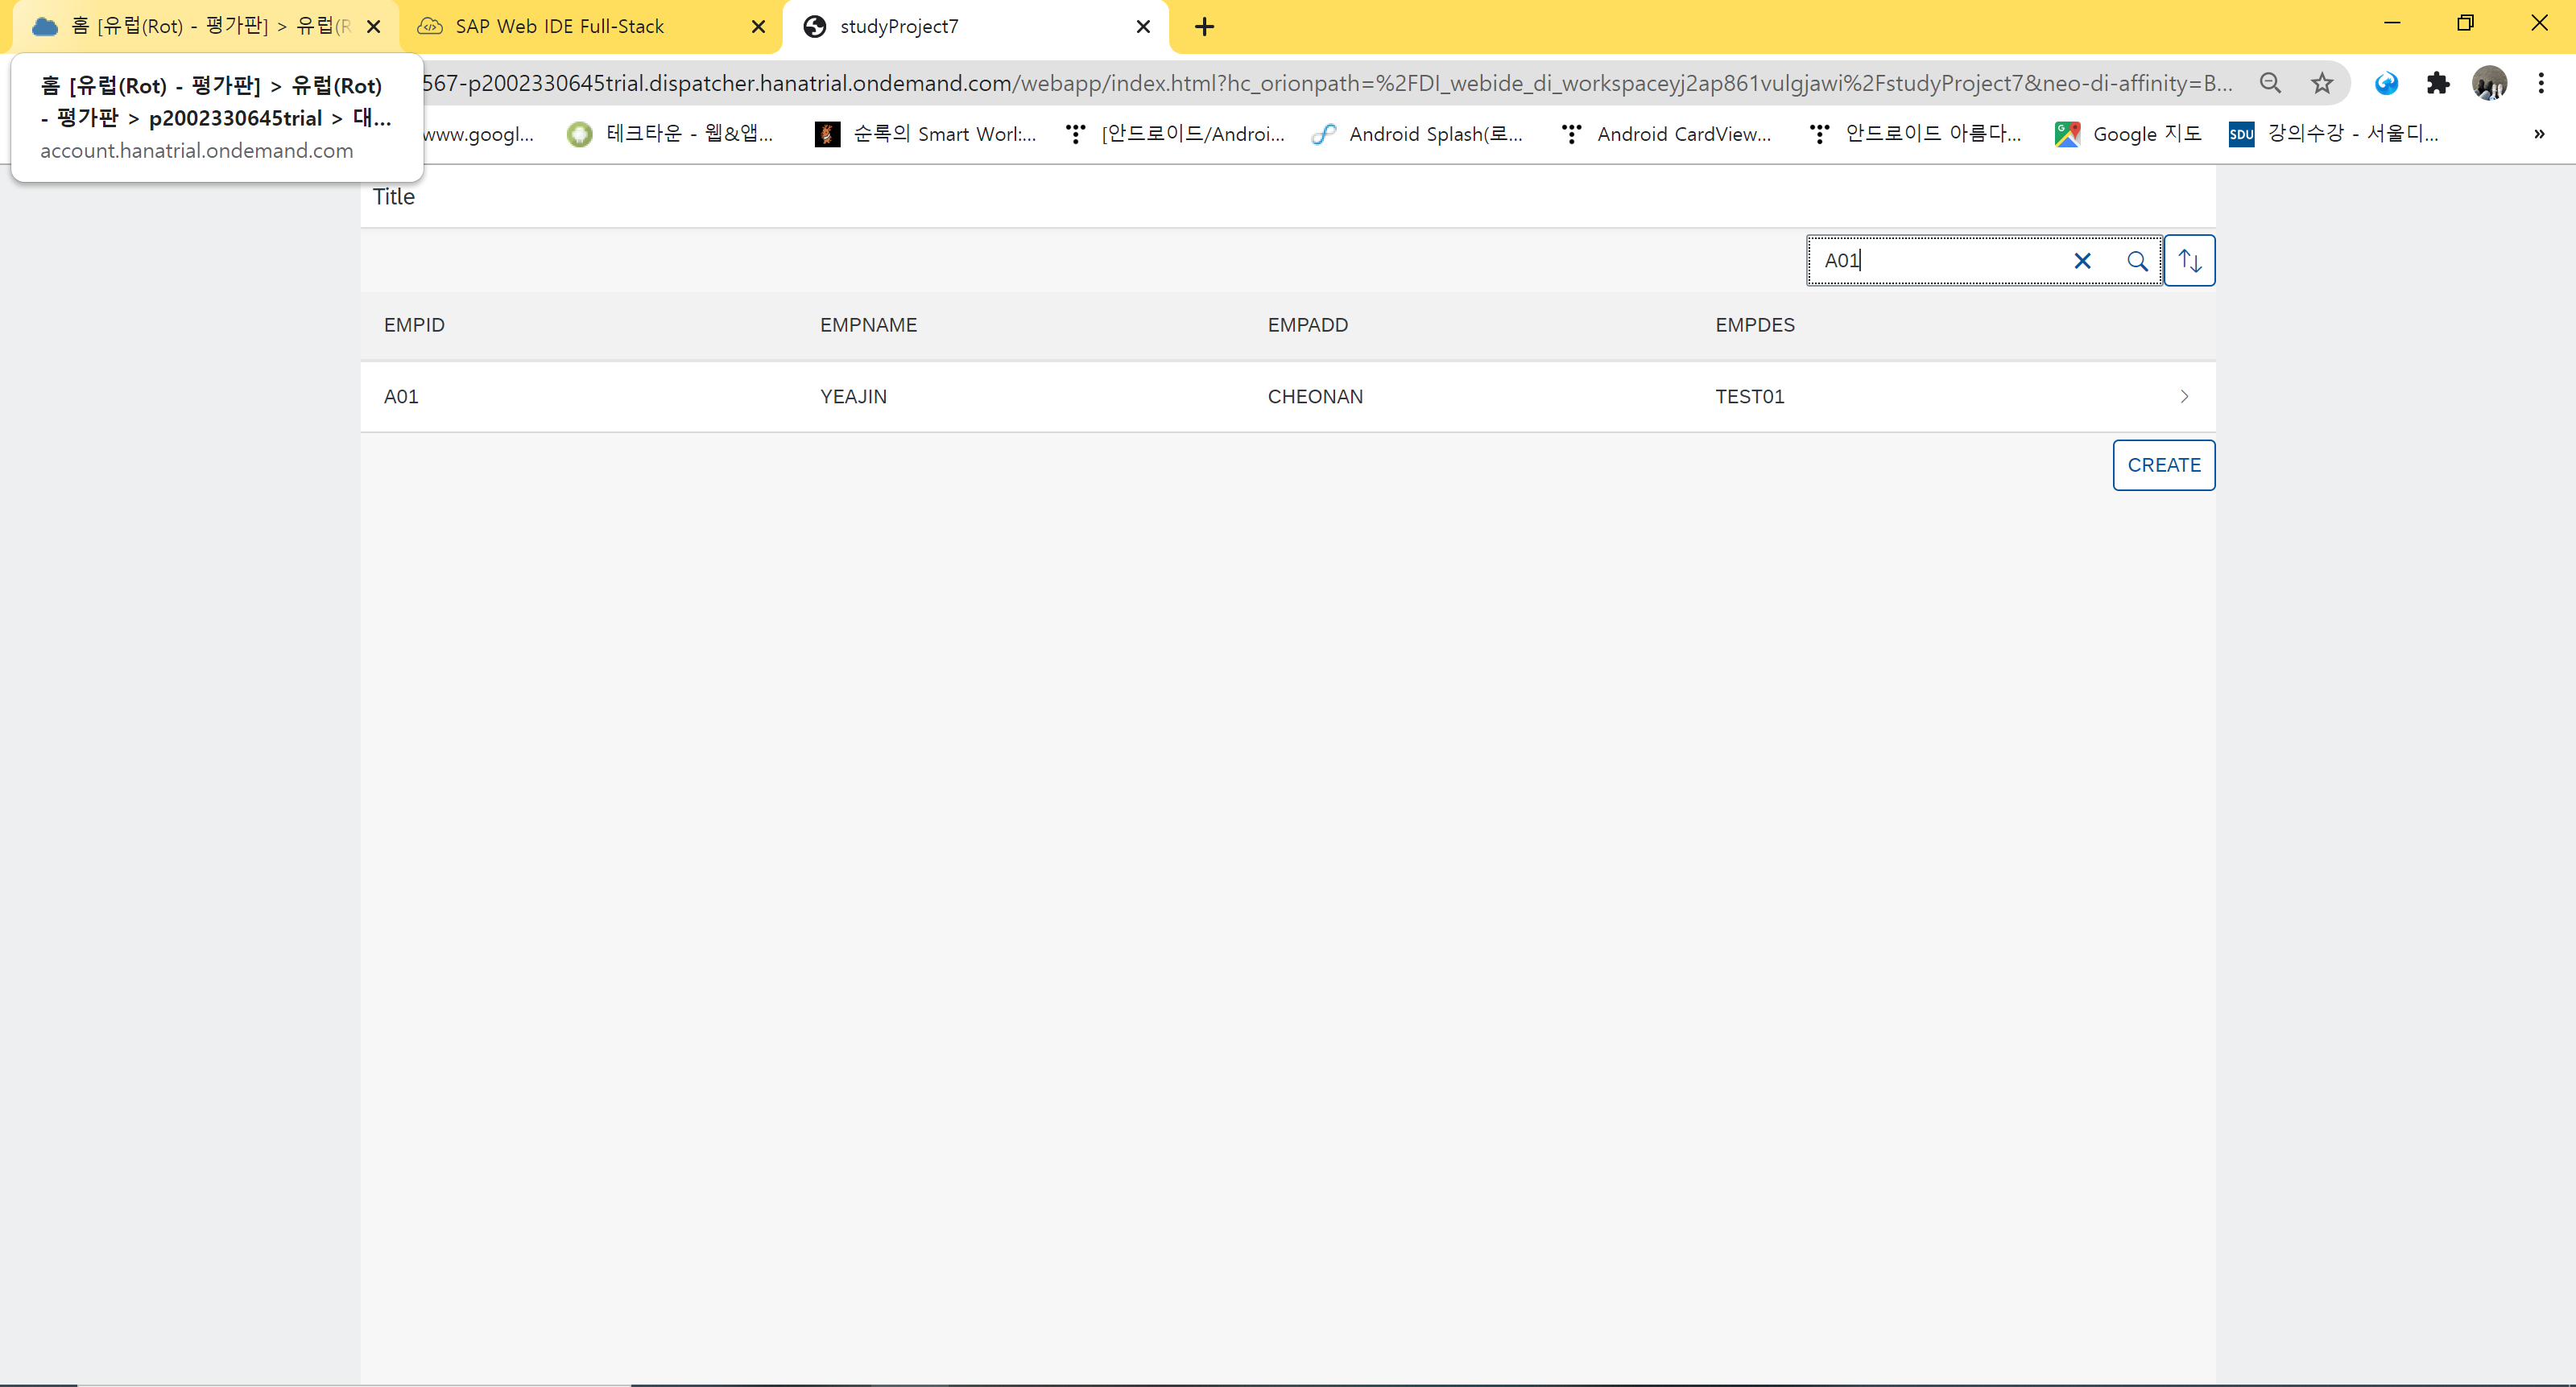 홈 [유럽(Rot) - 평가판] > 유럽(R
SAP Web IDE Full-Stack
studyProject7
홈 [유럽(Rot) - 평가판] > 유럽(Rot)
- 평가판 > p2002330645trial > 대...
account.hanatrial.ondemand.com
567-p2002330645trial.dispatcher.hanatrial.ondemand.com/webapp/index.html?hc_orionpath=%2FDI_webide_di_workspaceyj2ap861vulgjawi%2FstudyProject7&neo-di-affinity=B...
www.googl...
테크타운 - 웹&앱...
순록의 Smart Worl:...
[안드로이드/Androi...
Android Splash(로...
Android CardView...
안드로이드 아름다...
Google 지도
SDU 강의수강 - 서울디...
»
Title
A01
EMPID EMPNAME EMPADD EMPDES
A01 YEAJIN CHEONAN TEST01
CREATE